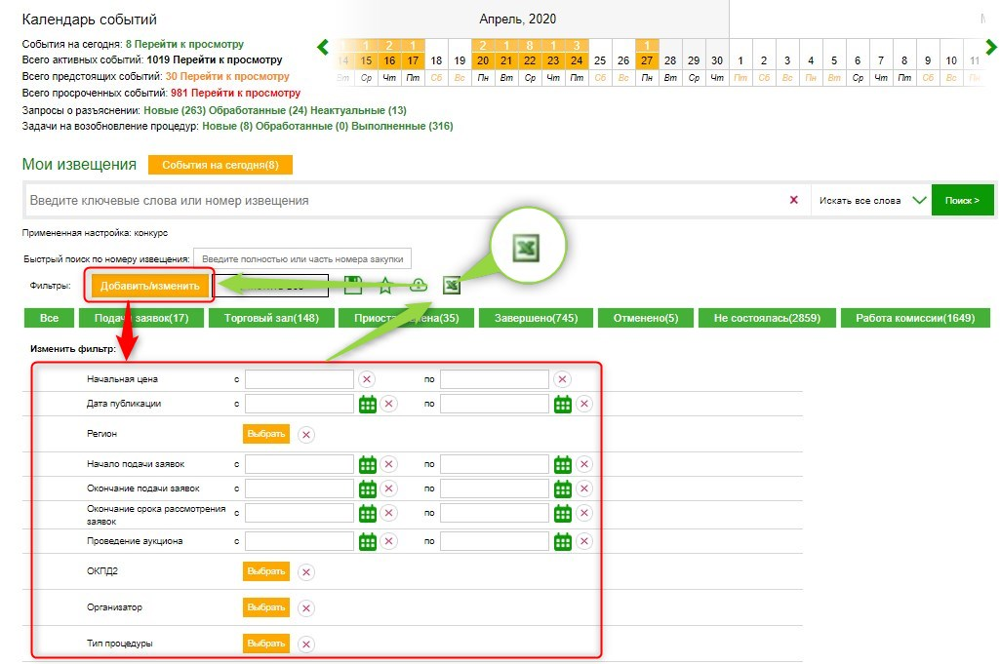 Календарь событий
Апрель, 2020
События на сегодня: 8 Перейти к просмотру
Всего активных событий: 1019 Перейти к просмотру
Всего предстоящих событий: 30 Перейти к просмотру
Всего просроченных событий: 981 Перейти к просмотру
Запросы о разъяснении: Новые (263) Обработанные (24) Неактуальные (13)
Задачи на возобновление процедур: Новые (8) Обработанные (0) Выполненные (316)
1 2 1 2 1 8 1 3 1
14 15 16 17 18 19 20 21 22 23 24 25 26 27 28 29 30 1 2 3 4 5 6 7 8 9 10 11
Вт Ср Чт Пт Сб Вс Пн Вт Ср Чт Пт Сб Вс Пн Вт Ср Чт Пт Сб Вс Пн Вт Ср Чт Пт Сб Вс Пн
Мои извещения
События на сегодня(8)
Введите ключевые слова или номер извещения
Искать все слова
Поиск >
Примененная настройка: конкурс
Быстрый поиск по номеру извещения: Введите полностью или часть номера закупки
Фильтры: Добавить/изменить
Все Подача заявок(17) Торговый зал(148) Приостановлена(35) Завершено(745) Отменено(5) Не состоялась(2859) Работа комиссии(1649)
Изменить фильтр:
Начальная цена с по
Дата публикации с по
Регион Выбрать
Начало подачи заявок с по
Окончание подачи заявок с по
Окончание срока рассмотрения
заявок с по
Проведение аукциона с по
ОКПД2 Выбрать
Организатор Выбрать
Тип процедуры Выбрать